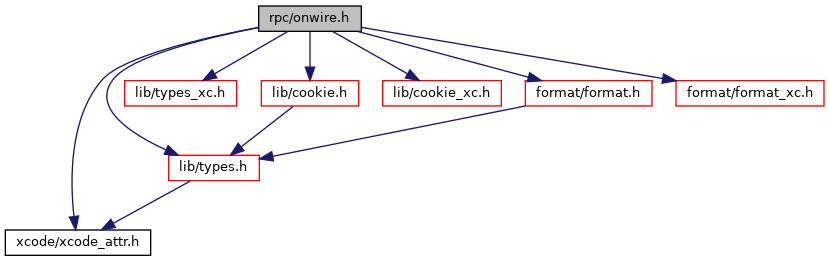 rpc/onwire.h
lib/types_xc.h
lib/cookie.h
lib/cookie_xc.h
format/format.h
format/format_xc.h
lib/types.h
xcode/xcode_attr.h